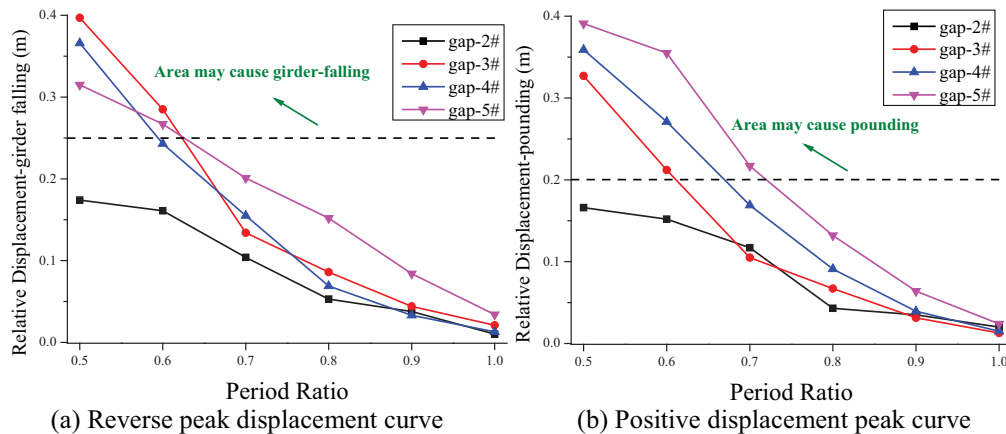 Relative Displacement-girder falling (m)
0.4
0.3
0.2
0.1
0.0
gap-2#
gap-3#
gap-4#
gap-5#
Area may cause girder-falling
0.5 0.6 0.7 0.8 0.9 1.0
Period Ratio
(a) Reverse peak displacement curve
Relative Displacement-pounding (m)
0.4
0.3
0.2
0.1
0.0
gap-2#
gap-3#
gap-4#
gap-5#
Area may cause pounding
0.5 0.6 0.7 0.8 0.9 1.0
Period Ratio
(b) Positive displacement peak curve